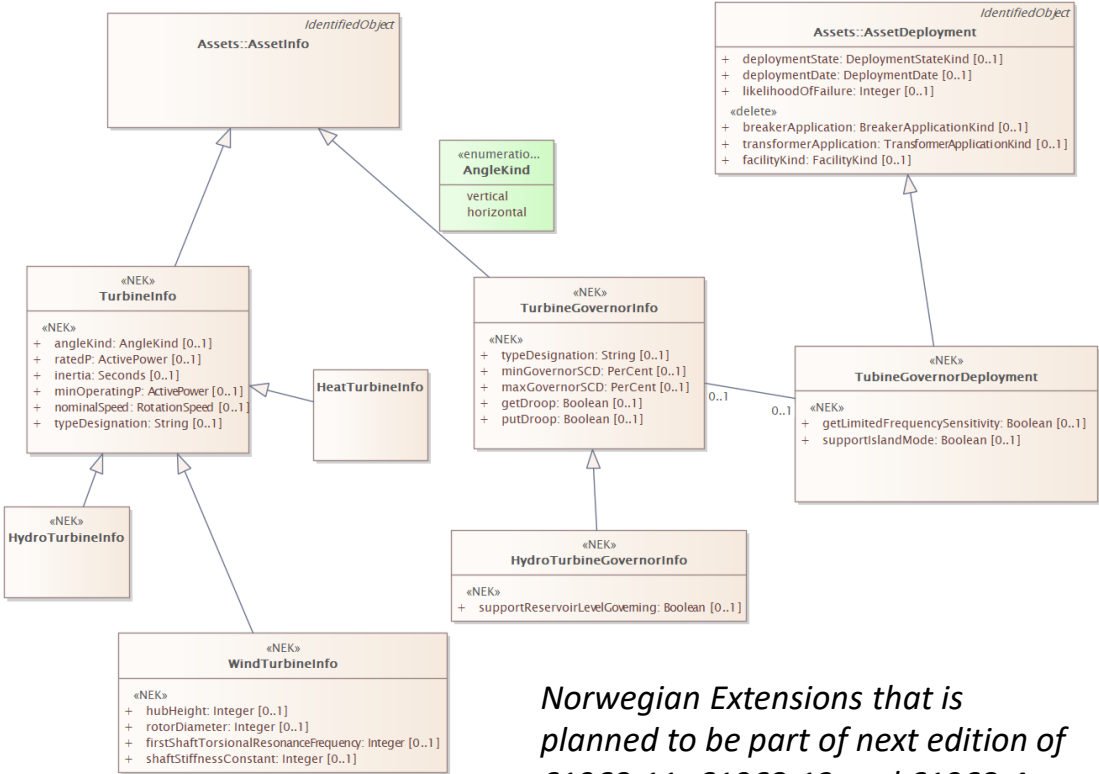 IdentifiedObject
Assets::AssetInfo
IdentifiedObject
Assets::AssetDeployment
+ deploymentState: DeploymentStateKind [0..1]
+ deploymentDate: DeploymentDate [0..1]
+ likelihoodOfFailure: Integer [0..1]
«delete»
+ breakerApplication: BreakerApplicationKind [0..1]
+ transformerApplication: TransformerApplicationKind [0..1]
+ facilityKind: FacilityKind [0..1]
«enumeratio...
AngleKind
vertical
horizontal
«NEK»
TurbineInfo
«NEK»
+ angleKind: AngleKind [0..1]
+ ratedP: ActivePower [0..1]
+ inertia: Seconds [0..1]
+ minOperatingP: ActivePower [0..1]
+ nominalSpeed: RotationSpeed [0..1]
+ typeDesignation: String [0..1]
HeatTurbineInfo
«NEK»
TurbineGovernorInfo
«NEK»
+ typeDesignation: String [0..1]
+ minGovernorSCD: PerCent [0..1]
+ maxGovernorSCD: PerCent [0..1]
+ getDroop: Boolean [0..1]
+ putDroop: Boolean [0..1]
0..1
0..1
«NEK»
TubineGovernorDeployment
«NEK»
+ getLimitedFrequencySensitivity: Boolean [0..1]
+ supportIslandMode: Boolean [0..1]
«NEK»
HydroTurbineInfo
«NEK»
HydroTurbineGovernorInfo
«NEK»
+ supportReservoirLevelGoverning: Boolean [0..1]
«NEK»
WindTurbineInfo
«NEK»
+ hubHeight: Integer [0..1]
+ rotorDiameter: Integer [0..1]
+ firstShaftTorsionalResonanceFrequency: Integer [0..1]
+ shaftStiffnessConstant: Integer [0..1]
Norwegian Extensions that is
planned to be part of next edition of